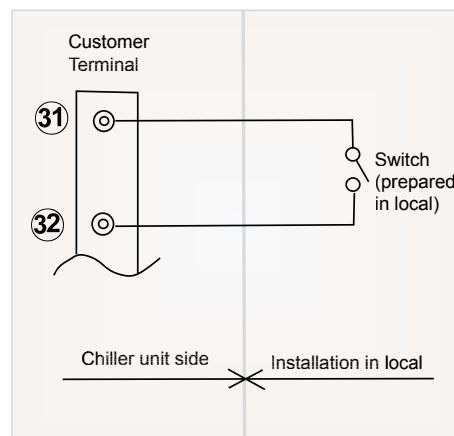 Customer
Terminal
31
Switch
(prepared
in local)
32
Chiller unit side
Installation in local